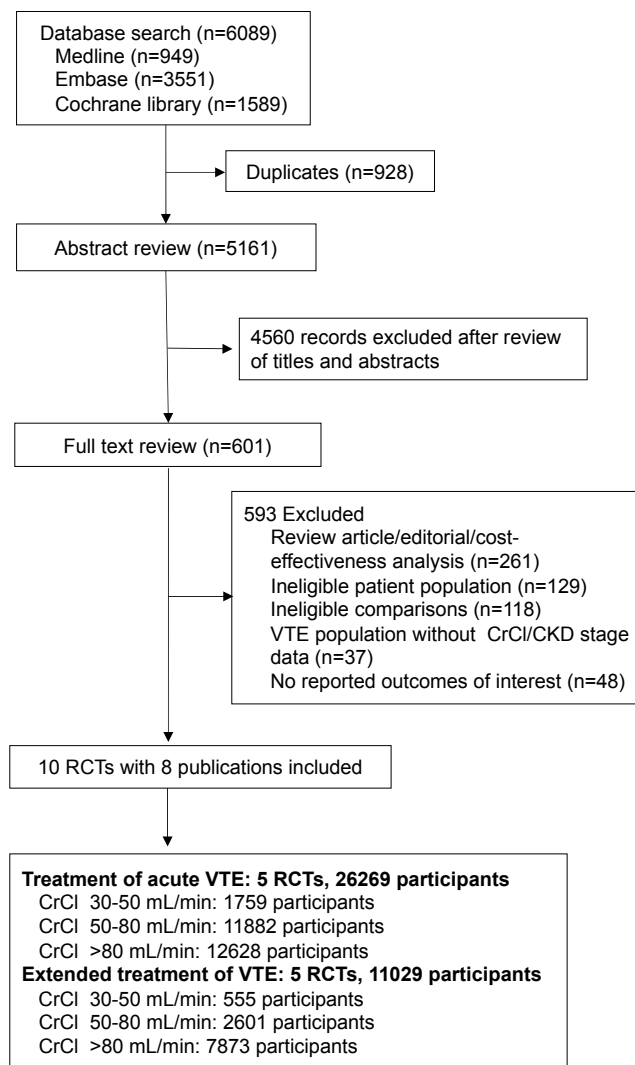 Database search (n=6089)
Medline (n=949)
Embase (n=3551)
Cochrane library (n=1589)
Duplicates (n=928)
Abstract review (n=5161)
4560 records excluded after review
of titles and abstracts
Full text review (n=601)
593 Excluded
Review article/editorial/cost-
effectiveness analysis (n=261)
Ineligible patient population (n=129)
Ineligible comparisons (n=118)
VTE population without CrCl/CKD stage
data (n=37)
No reported outcomes of interest (n=48)
10 RCTs with 8 publications included
Treatment of acute VTE: 5 RCTs, 26269 participants
CrCl 30-50 mL/min: 1759 participants
CrCl 50-80 mL/min: 11882 participants
CrCl >80 mL/min: 12628 participants
Extended treatment of VTE: 5 RCTs, 11029 participants
CrCl 30-50 mL/min: 555 participants
CrCl 50-80 mL/min: 2601 participants
CrCl >80 mL/min: 7873 participants